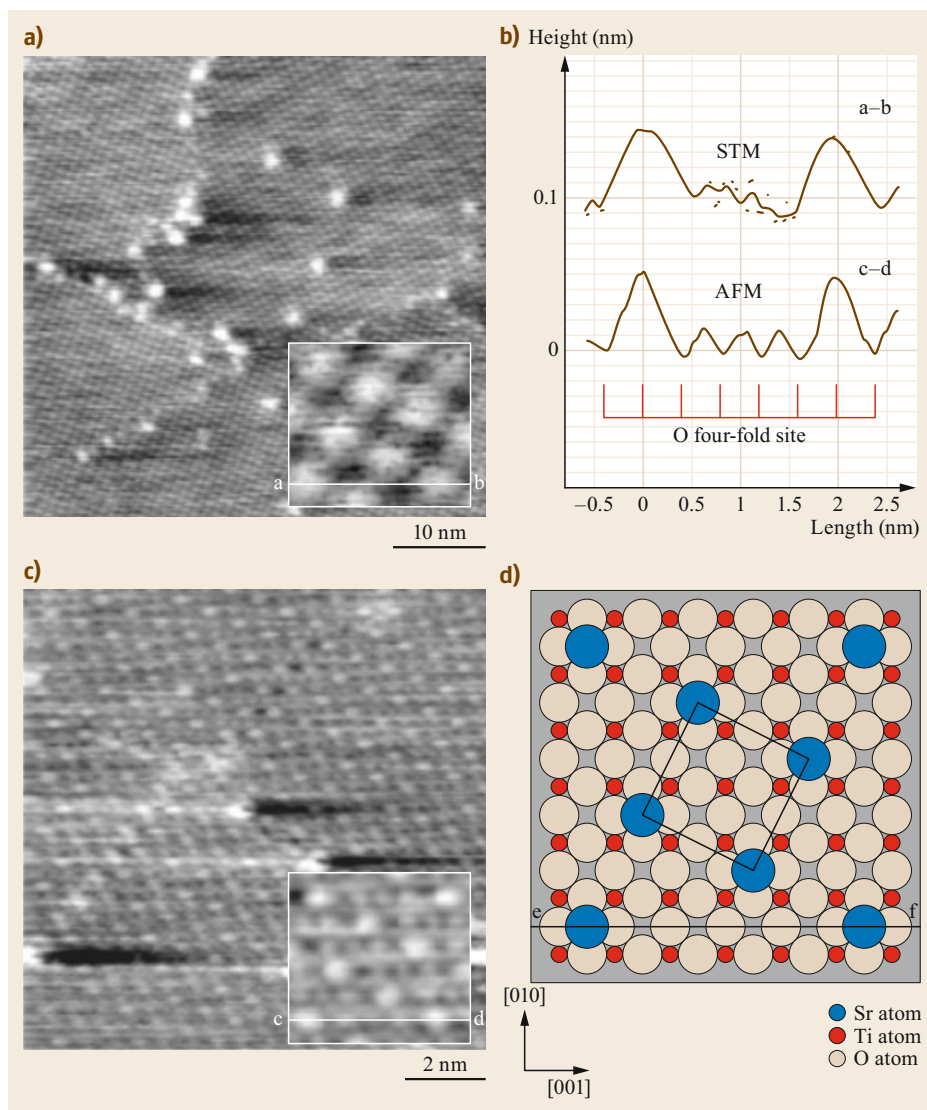 a)
a
b
10 nm
b) Height (nm)
a–b
STM
0.1
c–d
AFM
0
O four-fold site
–0.5 0 0.5 1 1.5 2 2.5
Length (nm)
c)
c
d
2 nm
d)
e
f
[010]
[001]
Sr atom
Ti atom
O atom